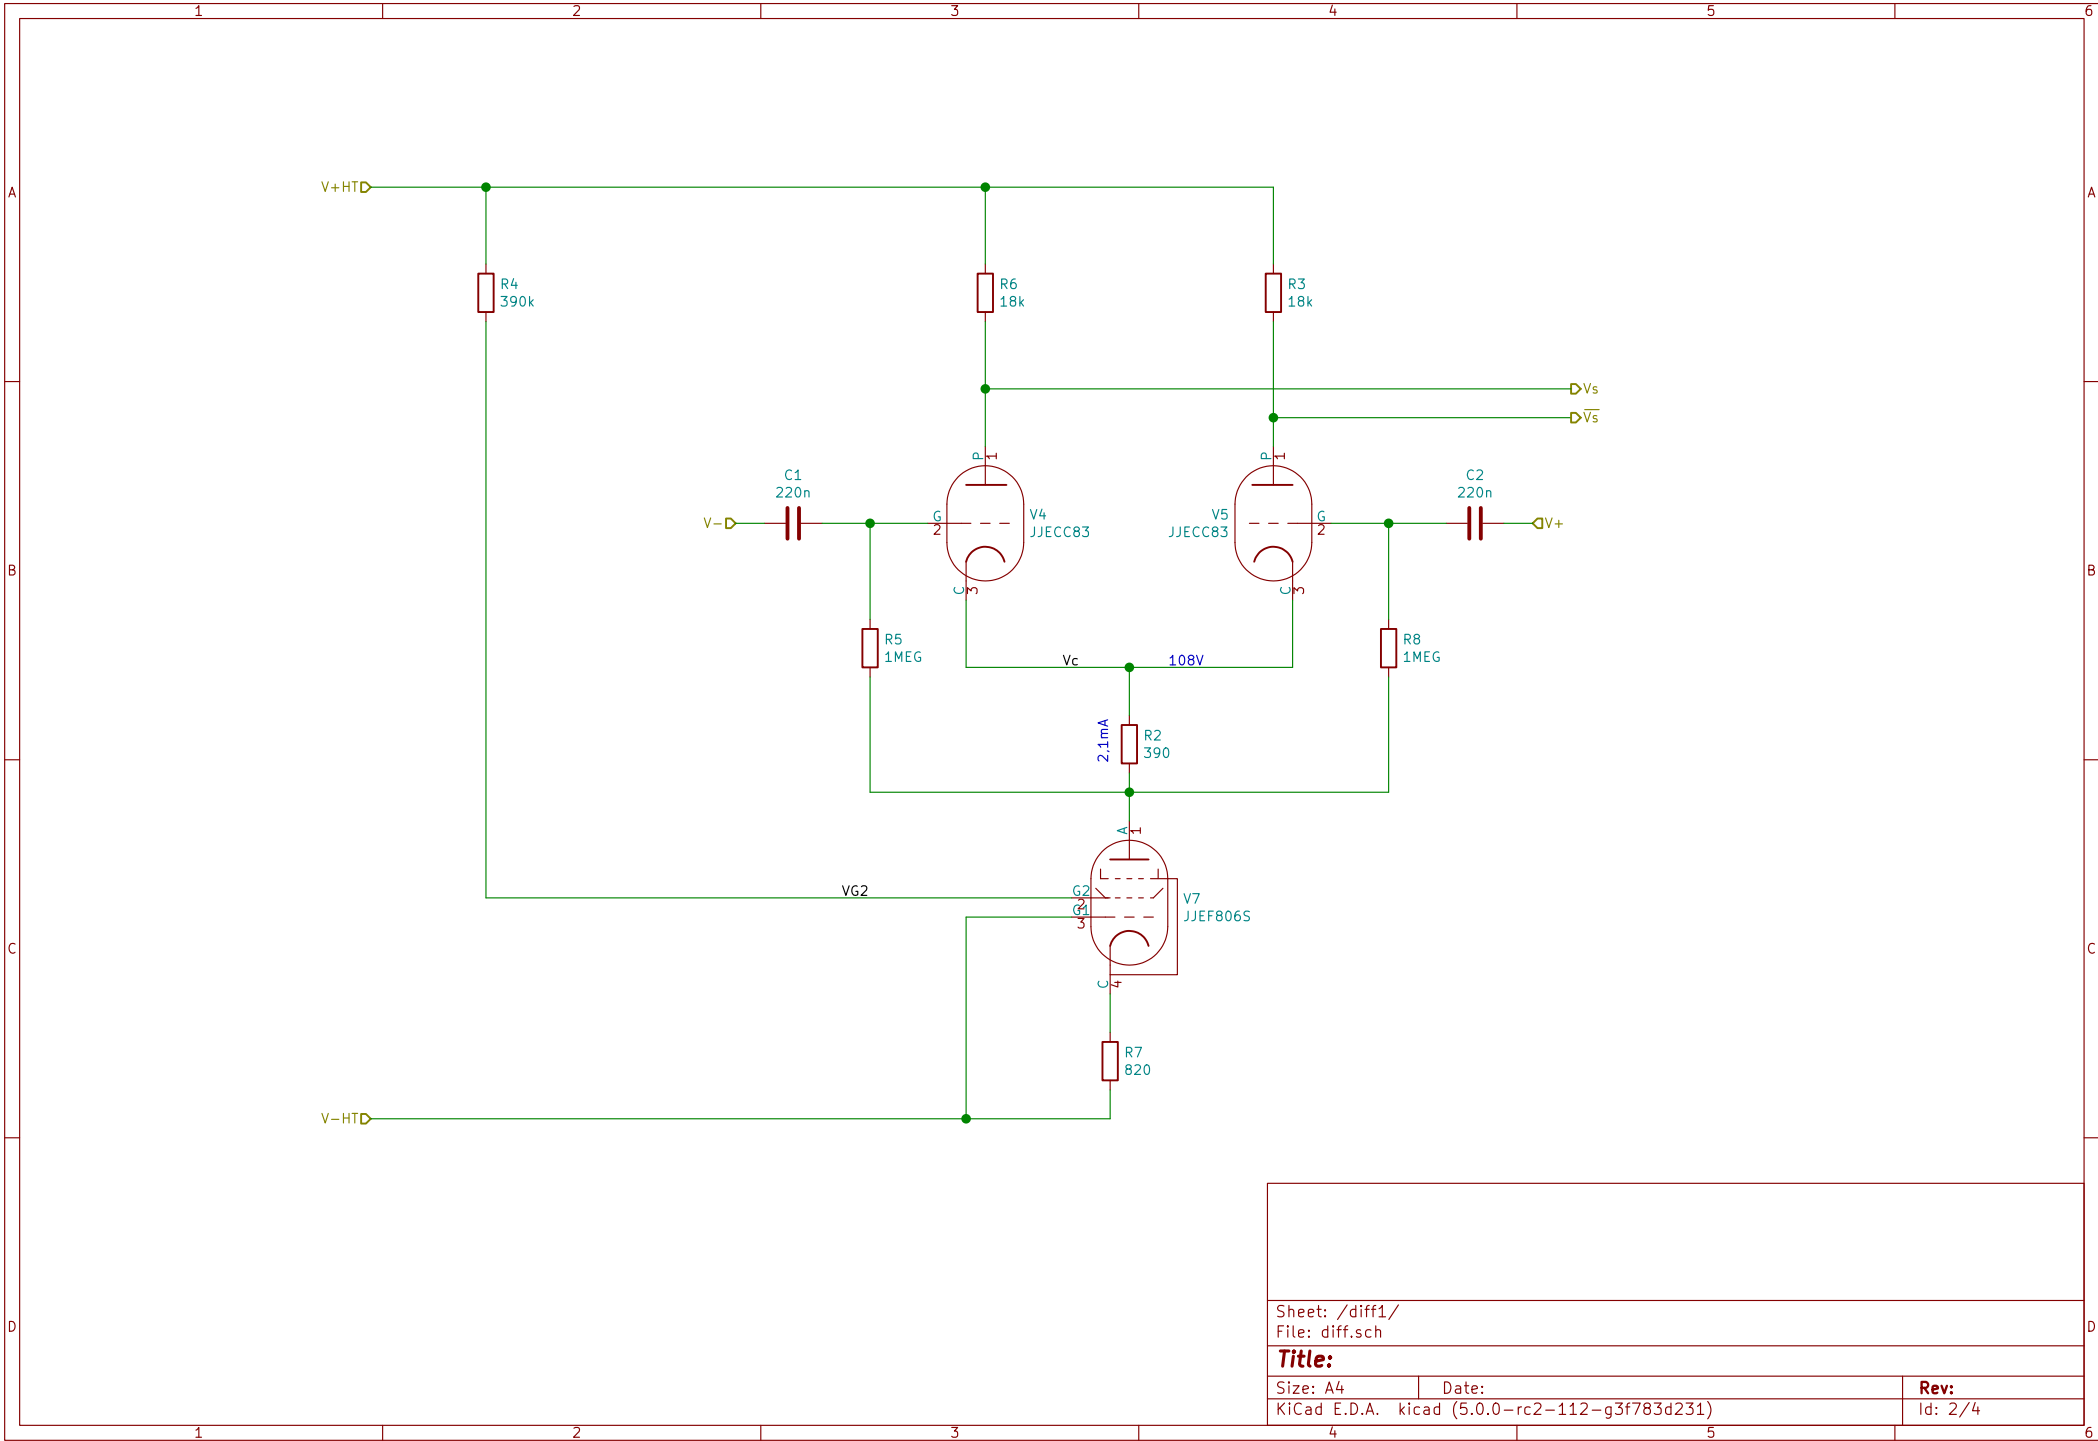 1 2 3 4 5 6
A A
V+HT
R4
390k
R6
18k
R3
18k
Vs
Vs
P 1
P 1
C1
220n
C2
220n
V-
G
2
V4
JJECC83
V5
JJECC83
G
2
V+
B B
C 3
C 3
R5
1MEG
R8
1MEG
Vc
108V
2,1mA
R2
390
A 1
VG2
G2
2
G1
3
V7
JJEF806S
C C
C 4
R7
820
V-HT
Sheet: /diff1/
File: diff.sch
D D
Title:
Size: A4
Date:
Rev:
KiCad E.D.A. kicad (5.0.0-rc2-112-g3f783d231)
Id: 2/4
1 2 3 4 5 6